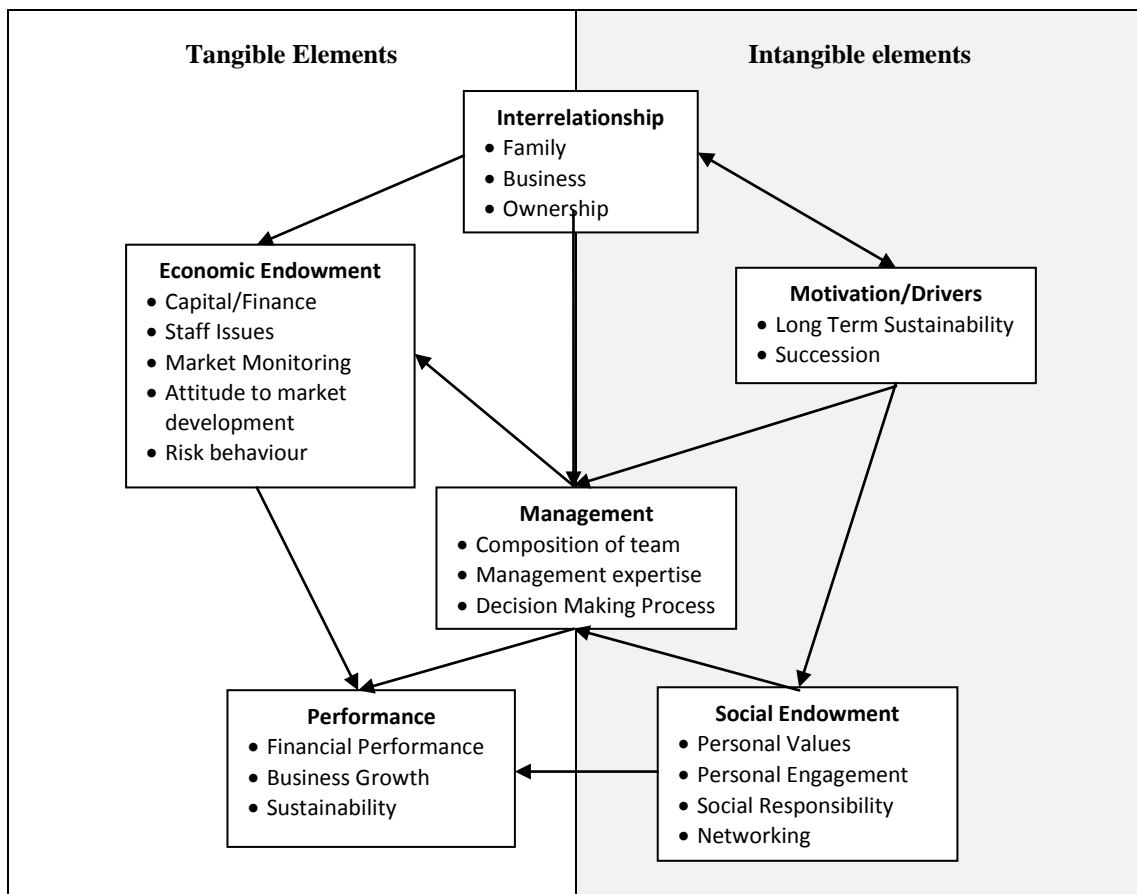 Tangible Elements
Intangible elements
Interrelationship
• Family
• Business
• Ownership
Economic Endowment
• Capital/Finance
• Staff Issues
• Market Monitoring
• Attitude to market
development
• Risk behaviour
Motivation/Drivers
• Long Term Sustainability
• Succession
Management
• Composition of team
• Management expertise
• Decision Making Process
Performance
• Financial Performance
• Business Growth
• Sustainability
Social Endowment
• Personal Values
• Personal Engagement
• Social Responsibility
• Networking